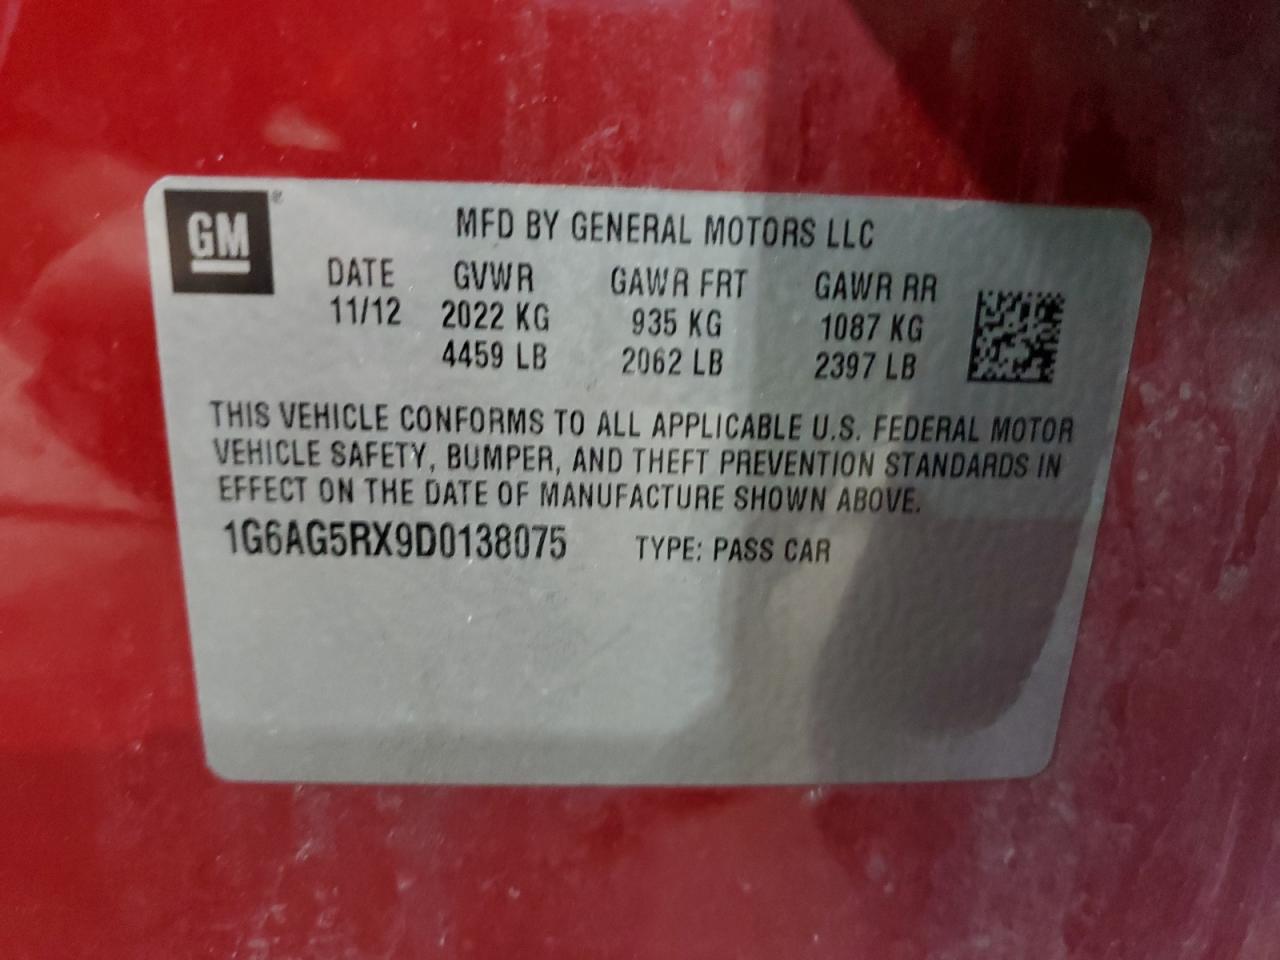 GM®
MFD BY GENERAL MOTORS LLC
DATE GVWR GAWR FRT GAWR RR
11/12 2022 KG 935 KG 1087 KG
4459 LB 2062 LB 2397 LB
THIS VEHICLE CONFORMS TO ALL APPLICABLE U.S. FEDERAL MOTOR
VEHICLE SAFETY, BUMPER, AND THEFT PREVENTION STANDARDS IN
EFFECT ON THE DATE OF MANUFACTURE SHOWN ABOVE.
1G6AG5RX9D0138075 TYPE: PASS CAR